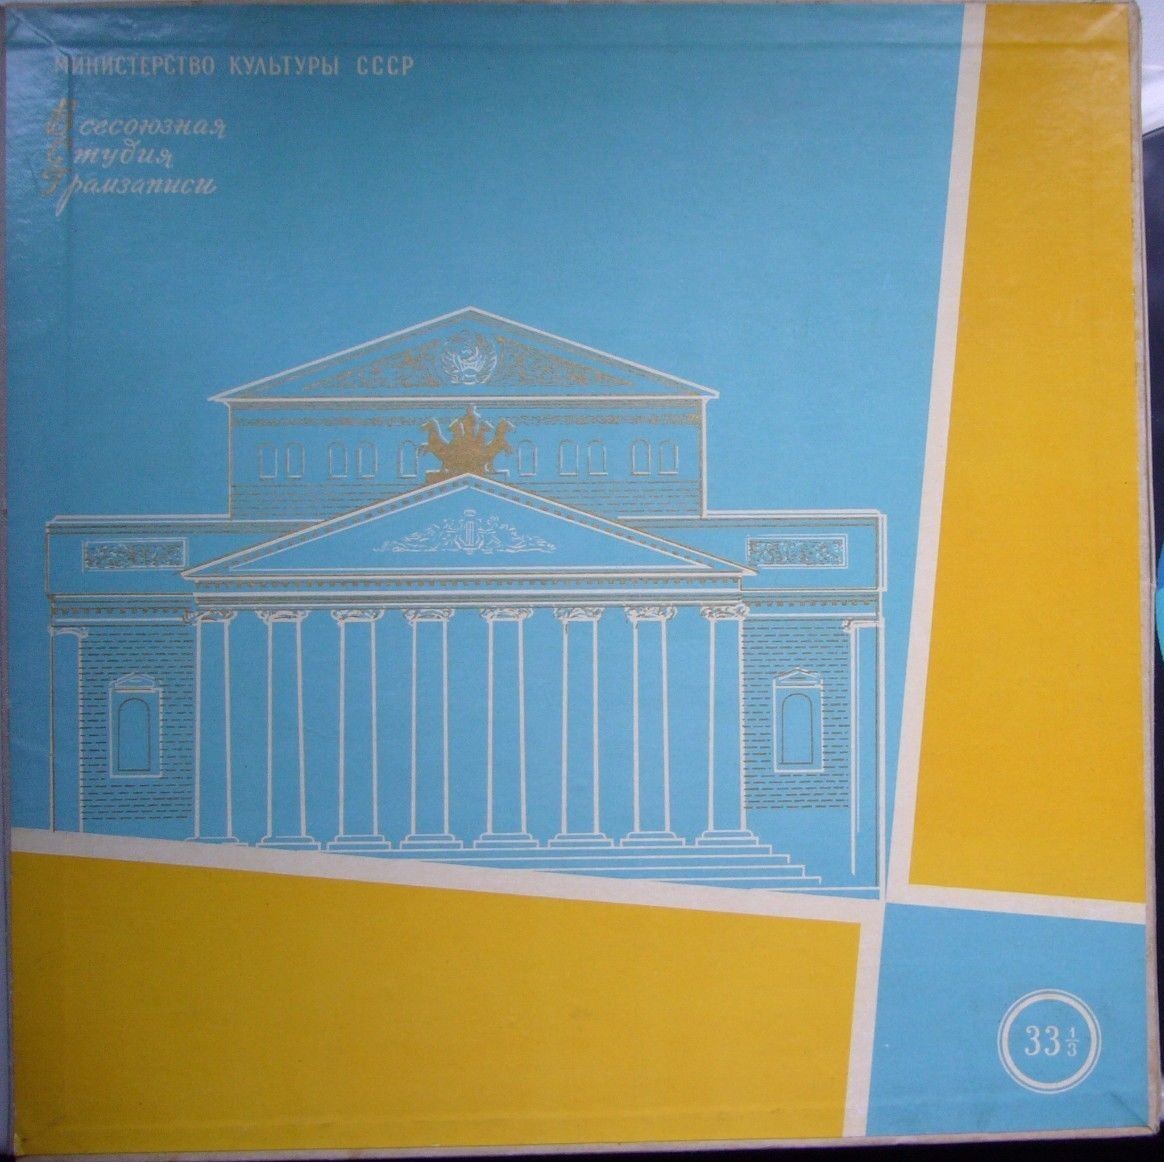 МИНИСТЕРСТВО КУЛЬТУРЫ СССР
Всесоюзная
Студия
Грамзаписи
33 1/3